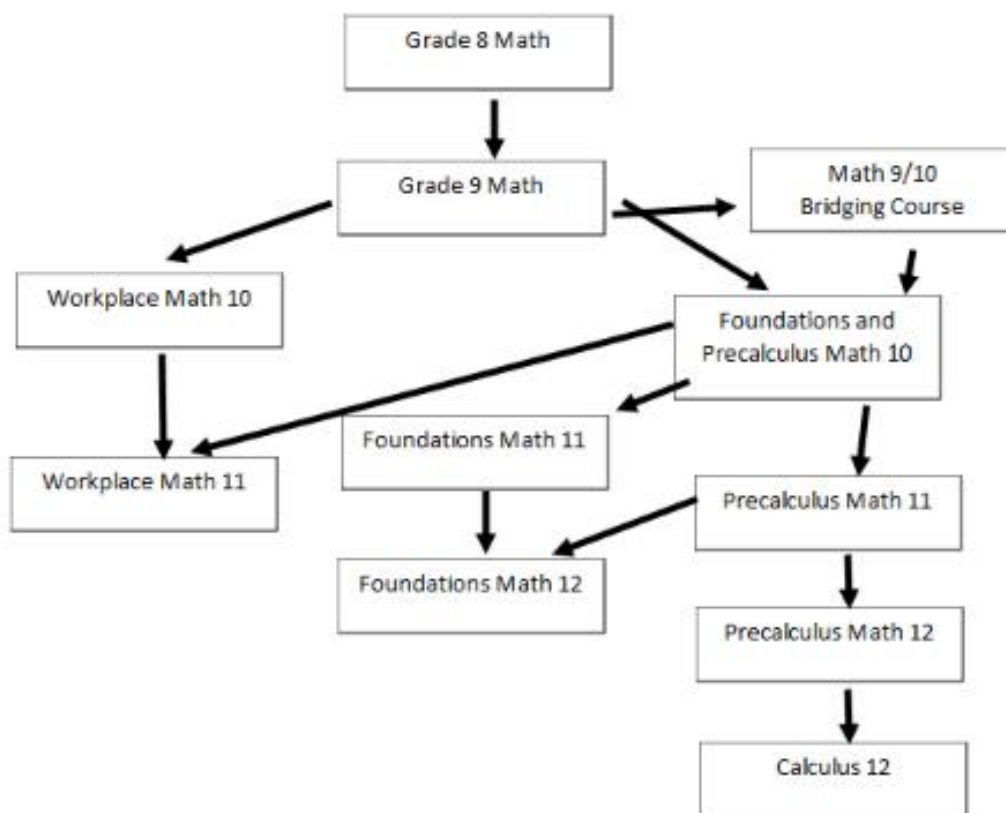 Grade 8 Math
Grade 9 Math
Math 9/10
Bridging Course
Workplace Math 10
Foundations and
Precalculus Math 10
Foundations Math 11
Workplace Math 11
Precalculus Math 11
Foundations Math 12
Precalculus Math 12
Calculus 12